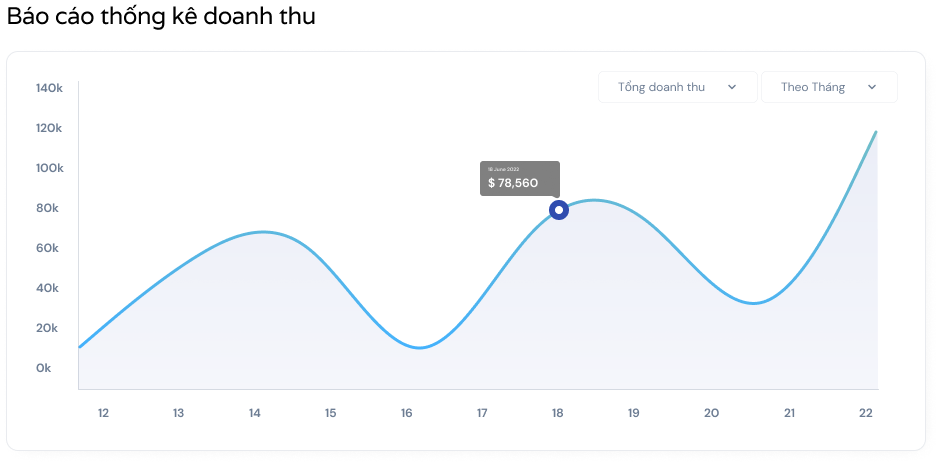 Báo cáo thống kê doanh thu
Tổng doanh thu
Theo Tháng
140k
120k
100k
80k
60k
40k
20k
0k
18 June 2022
$ 78,560
12 13 14 15 16 17 18 19 20 21 22